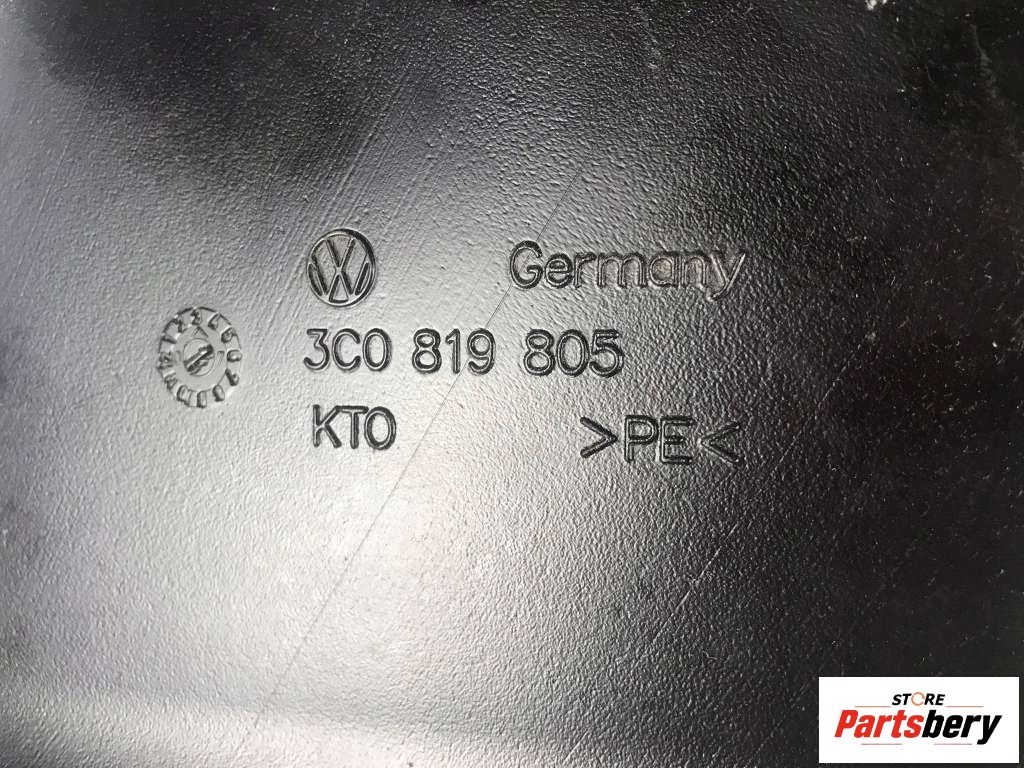 Germany
3C0 819 805
KTO >PE<
STORE
Partsbery